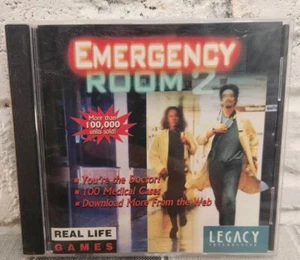 EMERGENCY
ROOM 2
More than
100,000
units sold!
You're the Doctor!
100 Medical Cases
Download More From the Web
REAL LIFE
GAMES
LEGACY
INTERACTIVE